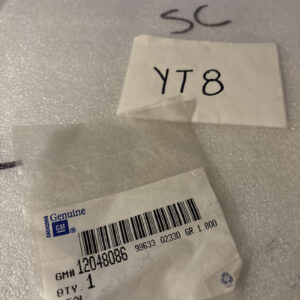 SC
YT8
Genuine
GM
GM# 12048086
99633 02330 GR 1.800
QTY. 1